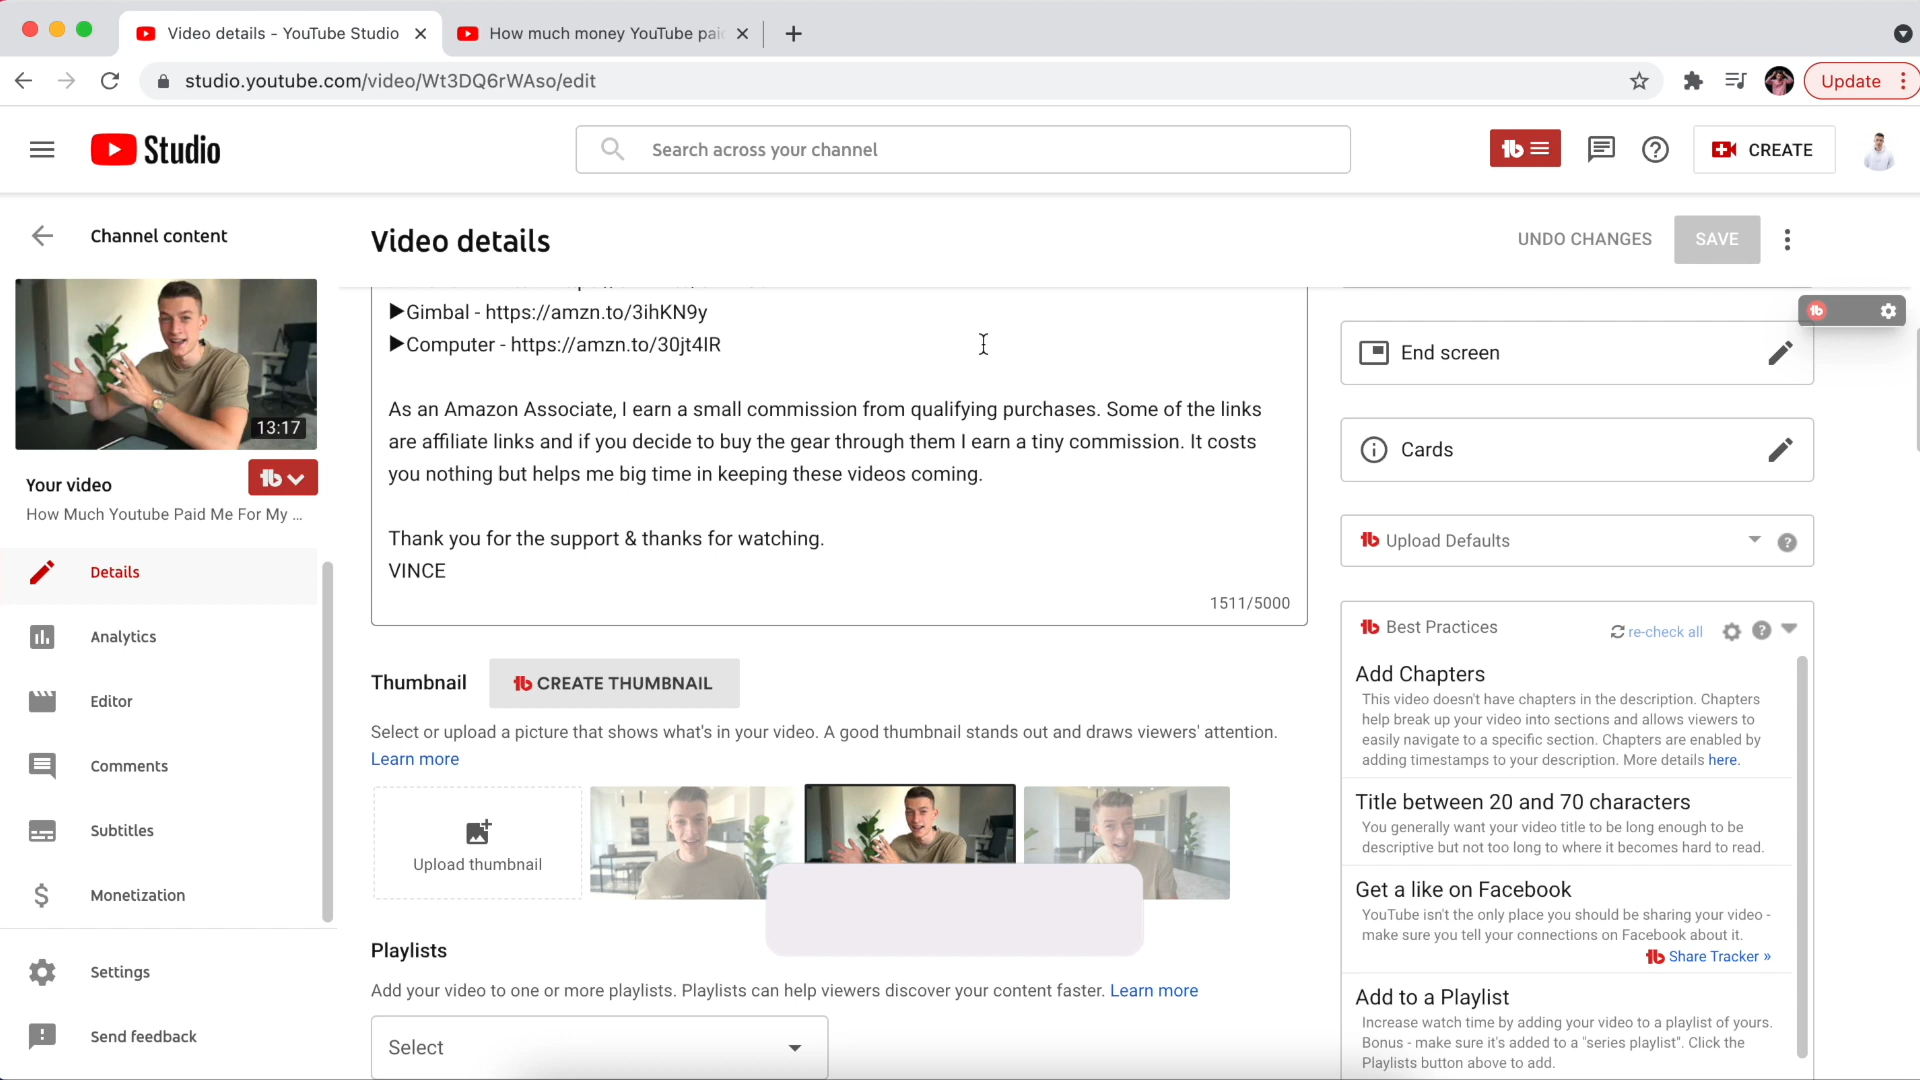 Video details - YouTube Studio
How much money YouTube pai
studio.youtube.com/video/Wt3DQ6rWAso/edit
Update
Studio
Search across your channel
CREATE
Channel content
Video details
UNDO CHANGES
SAVE
▶Gimbal - https://amzn.to/3ihKN9y
▶Computer - https://amzn.to/30jt4IR
As an Amazon Associate, I earn a small commission from qualifying purchases. Some of the links
are affiliate links and if you decide to buy the gear through them I earn a tiny commission. It costs
you nothing but helps me big time in keeping these videos coming.
Thank you for the support & thanks for watching.
VINCE
1511/5000
13:17
Your video
How Much Youtube Paid Me For My ...
Details
Analytics
Editor
Comments
Subtitles
Monetization
Settings
Send feedback
Thumbnail
CREATE THUMBNAIL
Select or upload a picture that shows what's in your video. A good thumbnail stands out and draws viewers' attention.
Learn more
Upload thumbnail
Playlists
Add your video to one or more playlists. Playlists can help viewers discover your content faster. Learn more
Select
End screen
Cards
Upload Defaults
Best Practices
re-check all
Add Chapters
This video doesn't have chapters in the description. Chapters
help break up your video into sections and allows viewers to
easily navigate to a specific section. Chapters are enabled by
adding timestamps to your description. More details here.
Title between 20 and 70 characters
You generally want your video title to be long enough to be
descriptive but not too long to where it becomes hard to read.
Get a like on Facebook
YouTube isn't the only place you should be sharing your video -
make sure you tell your connections on Facebook about it.
Share Tracker »
Add to a Playlist
Increase watch time by adding your video to a playlist of yours.
Bonus - make sure it's added to a "series playlist". Click the
Playlists button above to add.